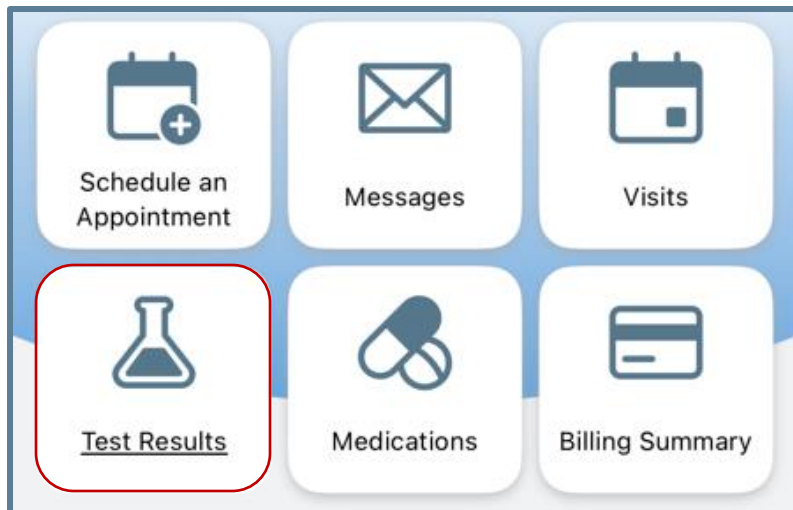 Schedule an
Appointment
Messages
Visits
Test Results
Medications
Billing Summary